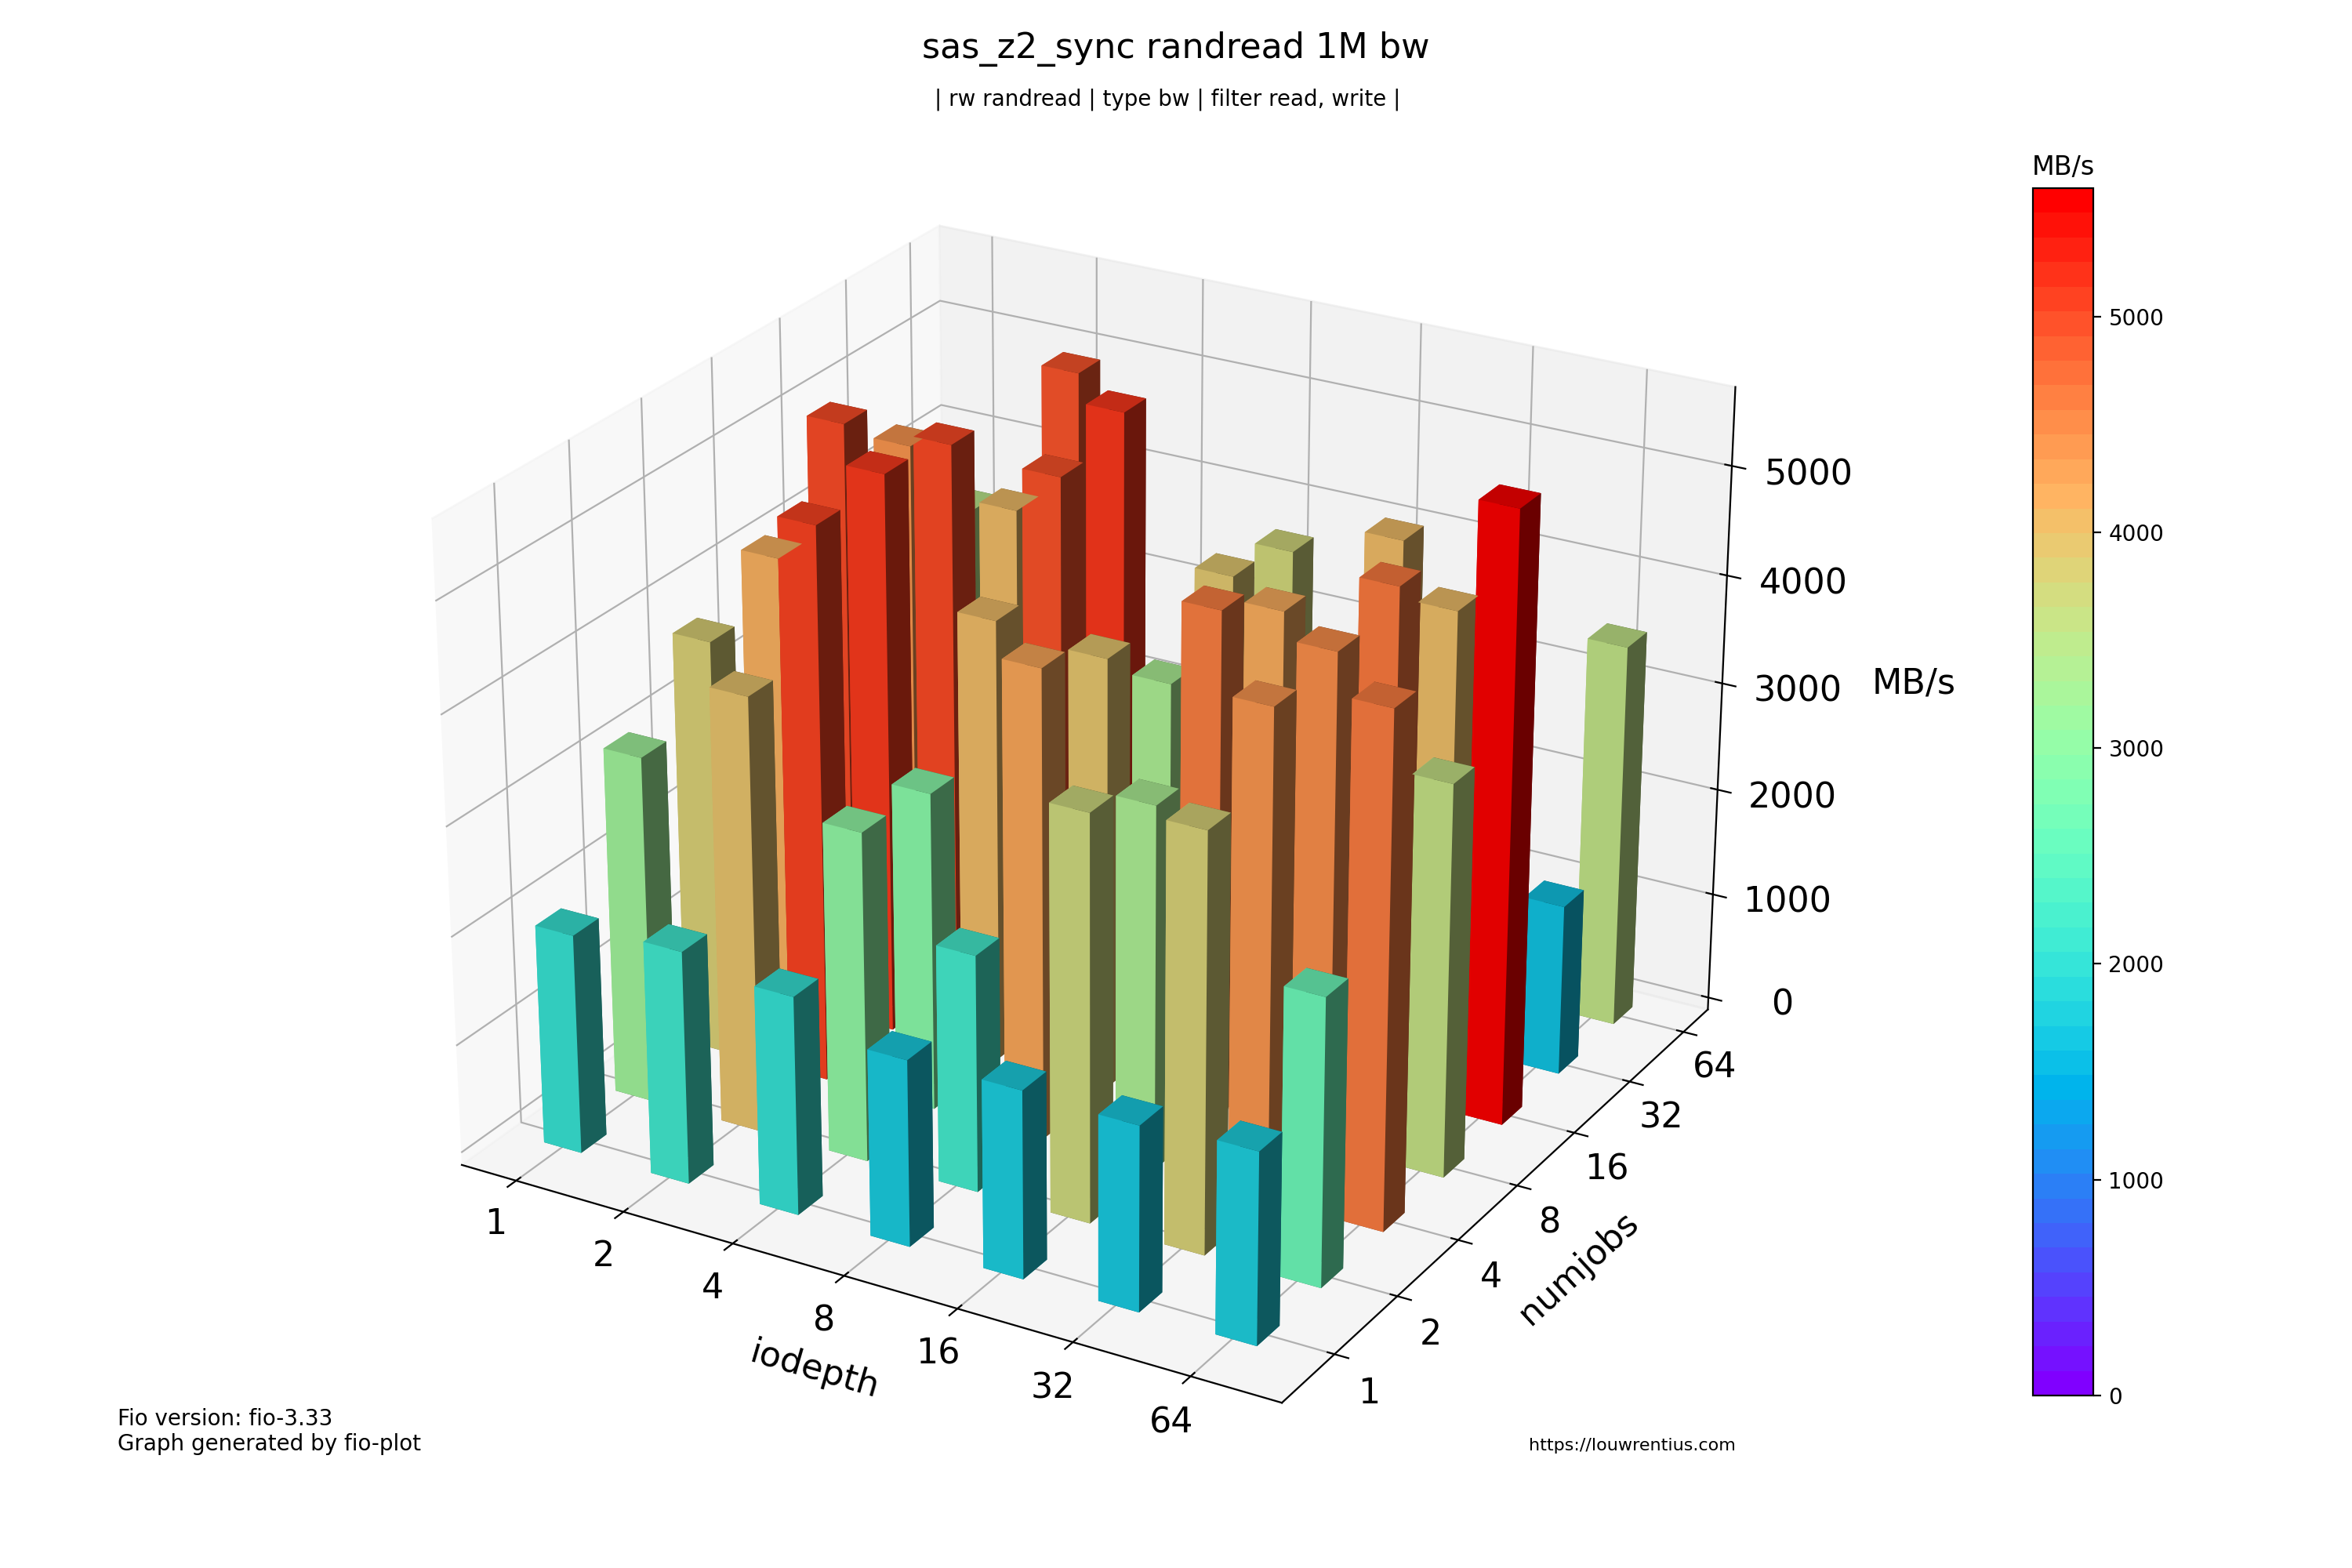 sas_z2_sync randread 1M bw
| rw randread | type bw | filter read, write |
MB/s
5000
4000
3000
2000
1000
0
5000
4000
3000
2000
1000
0
MB/s
64
32
16
8
4
2
1
numjobs
1
2
4
8
16
32
64
iodepth
Fio version: fio-3.33
Graph generated by fio-plot
https://louwrentius.com